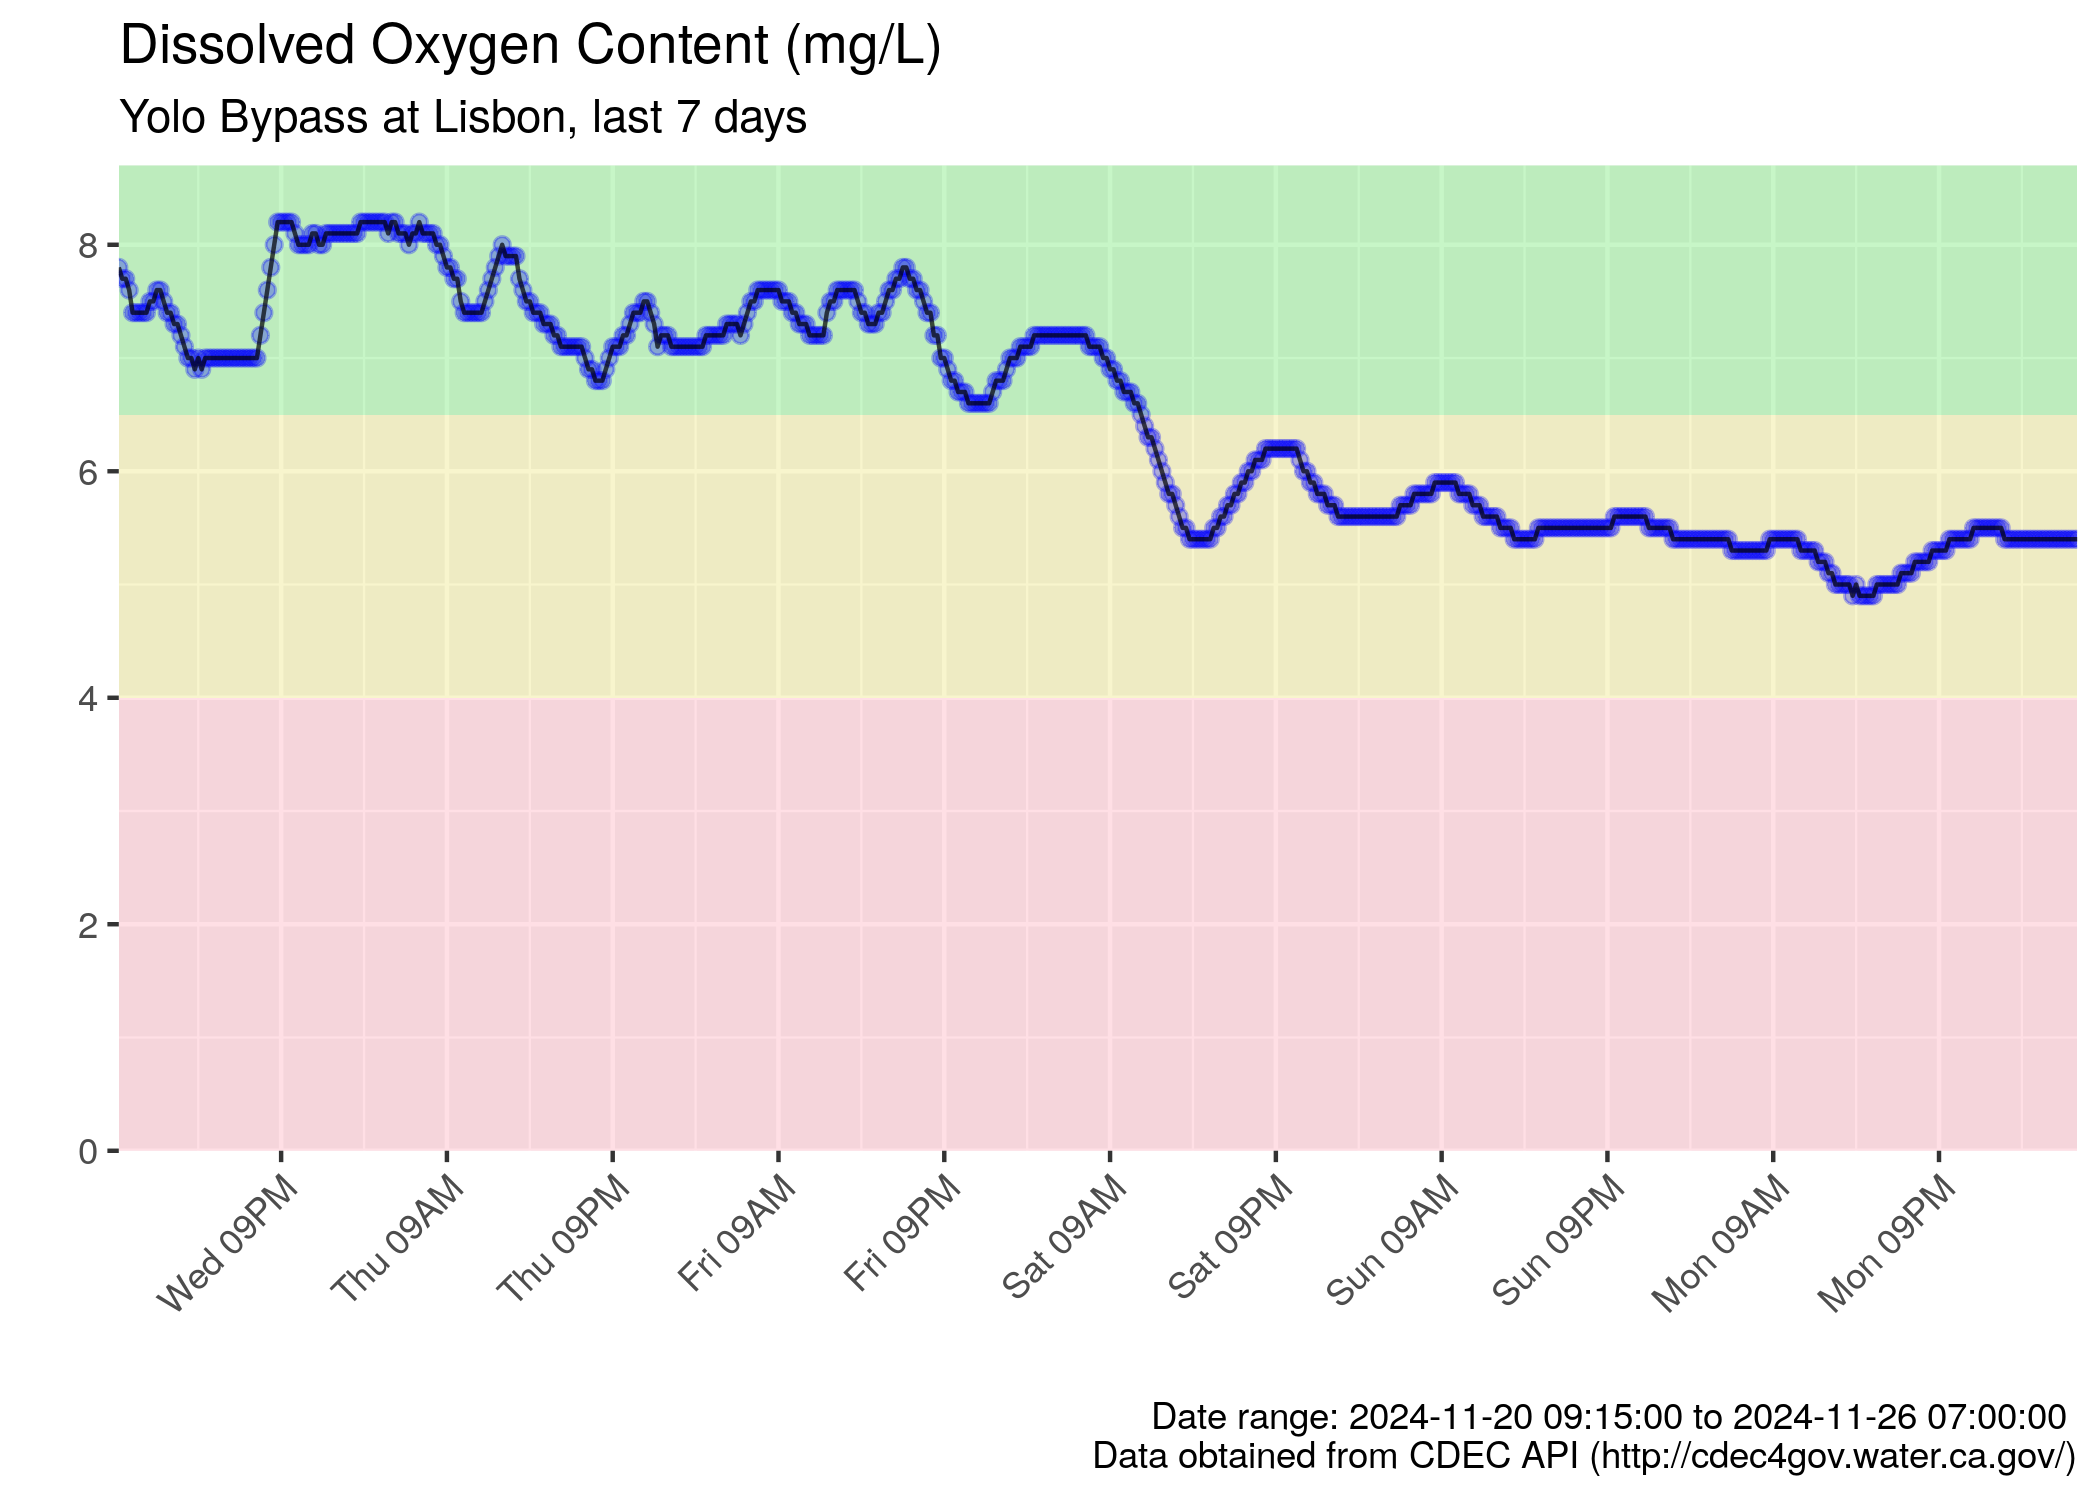 Dissolved Oxygen Content (mg/L)
Yolo Bypass at Lisbon, last 7 days
8
6
4
2
0
Wed 09PM
Thu 09AM
Thu 09PM
Fri 09AM
Fri 09PM
Sat 09AM
Sat 09PM
Sun 09AM
Sun 09PM
Mon 09AM
Mon 09PM
Date range: 2024-11-20 09:15:00 to 2024-11-26 07:00:00
Data obtained from CDEC API (http://cdec4gov.water.ca.gov/)